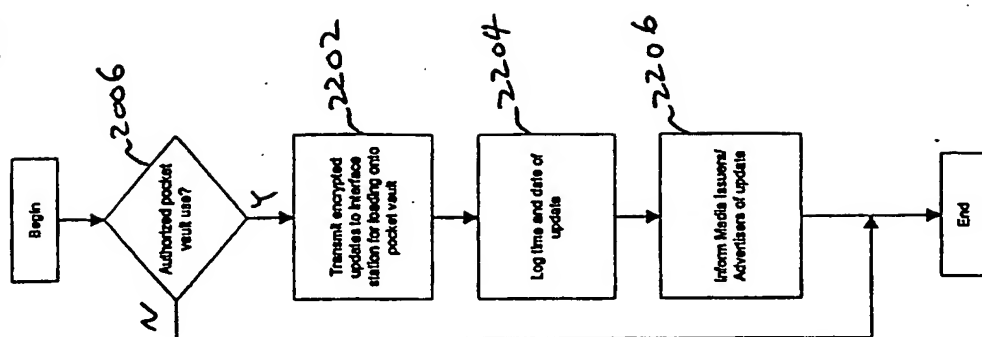 Begin
2006
Authorized pocket
vault use?
N
Y
2202
Transmit encrypted
updates to interface
station for loading onto
pocket vault
2204
Log time and date of
update
2206
Inform Media Issuers/
Advertisers of update
End